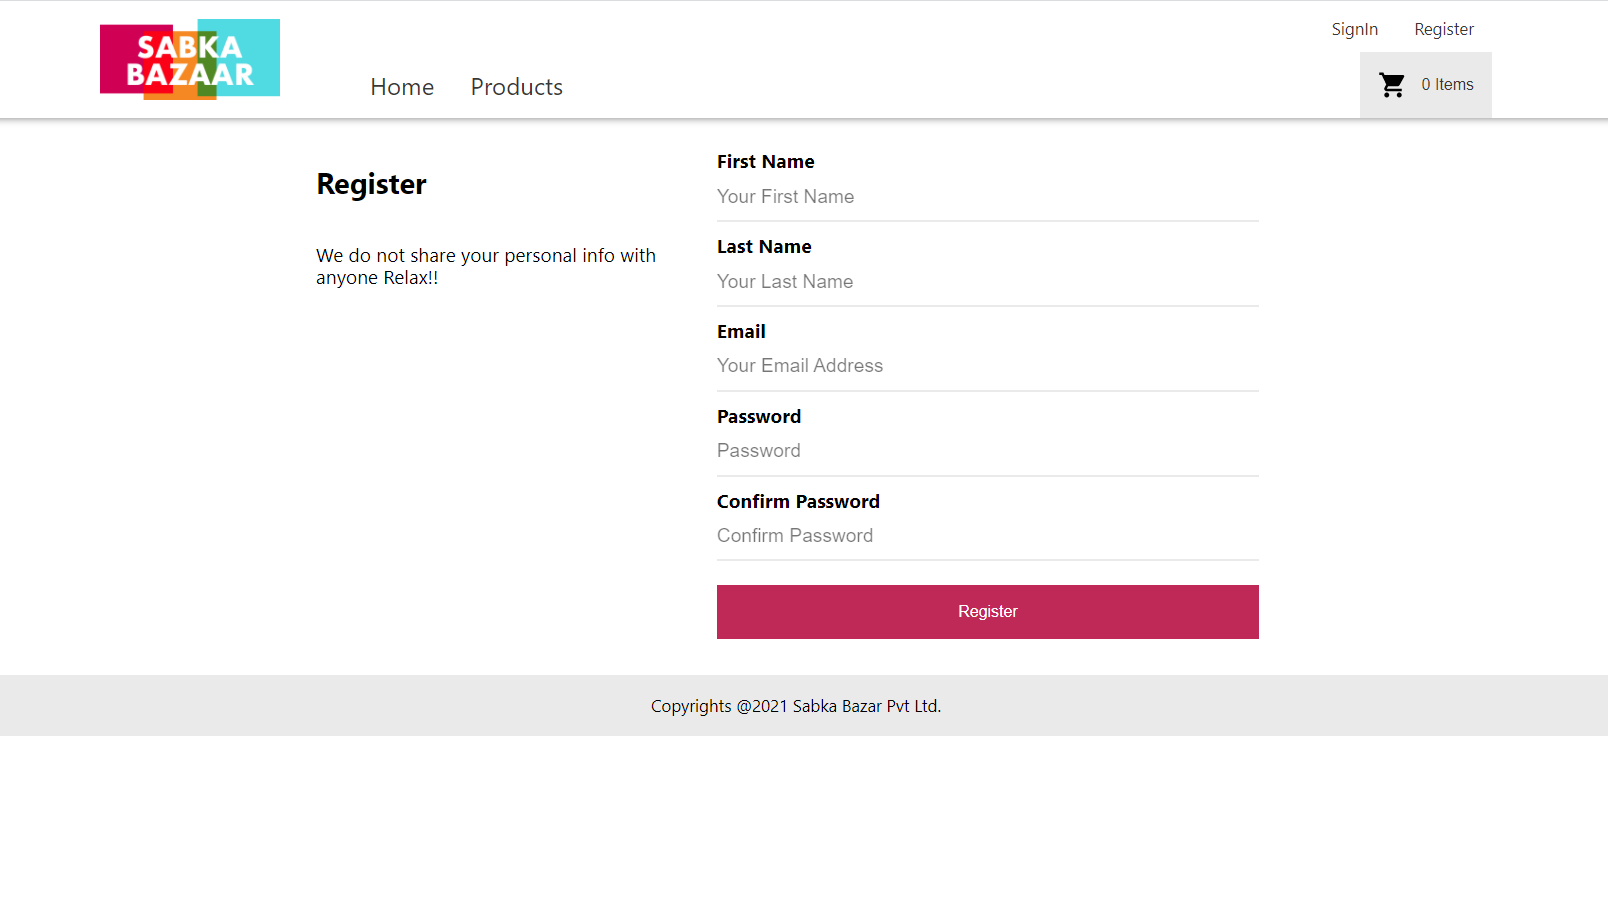 SABKA
BAZAAR
Home
Products
SignIn
Register
0 Items
Register
We do not share your personal info with
anyone Relax!!
First Name
Your First Name
Last Name
Your Last Name
Email
Your Email Address
Password
Password
Confirm Password
Confirm Password
Register
Copyrights @2021 Sabka Bazar Pvt Ltd.